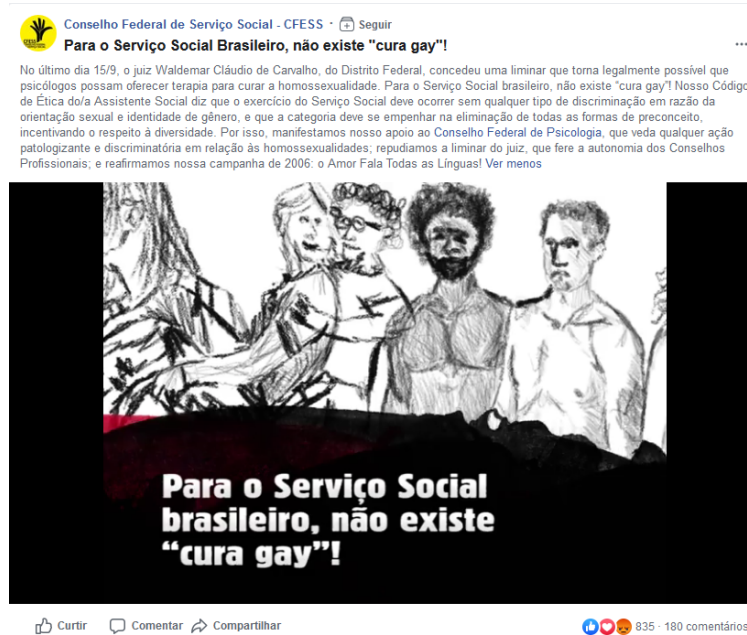 Conselho Federal de Serviço Social - CFESS · Seguir
Para o Serviço Social Brasileiro, não existe "cura gay"!
No último dia 15/9, o juiz Waldemar Cláudio de Carvalho, do Distrito Federal, concedeu uma liminar que torna legalmente possível que
psicólogos possam oferecer terapia para curar a homossexualidade. Para o Serviço Social brasileiro, não existe “cura gay”! Nosso Código
de Ética do/a Assistente Social diz que o exercício do Serviço Social deve ocorrer sem qualquer tipo de discriminação em razão da
orientação sexual e identidade de gênero, e que a categoria deve se empenhar na eliminação de todas as formas de preconceito,
incentivando o respeito à diversidade. Por isso, manifestamos nosso apoio ao Conselho Federal de Psicologia, que veda qualquer ação
patologizante e discriminatória em relação às homossexualidades; repudiamos a liminar do juiz, que fere a autonomia dos Conselhos
Profissionais; e reafirmamos nossa campanha de 2006: o Amor Fala Todas as Línguas! Ver menos
Para o Serviço Social
brasileiro, não existe
“cura gay”!
Curtir Comentar Compartilhar 835 · 180 comentários